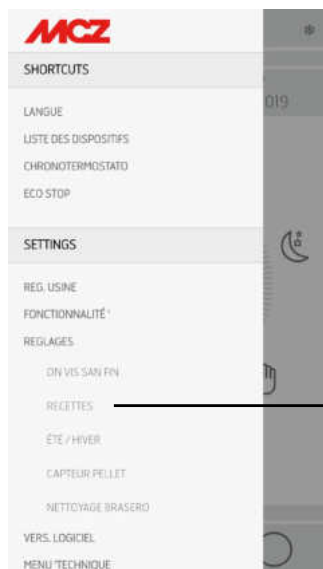 MCZ
SHORTCUTS
019
LANGUE
LISTE DES DISPOSITIFS
CHRONOTERMOSTATO
ECO STOP
SETTINGS
REG. USINE
FONCTIONNALITÉ
REGLAGES
ON VIS SAN FIN
RECETTES
ÉTÉ / HIVER
CAPTEUR PELLET
NETTOYAGE BRASERO
VERS. LOGICIEL
MENU TECHNIQUE